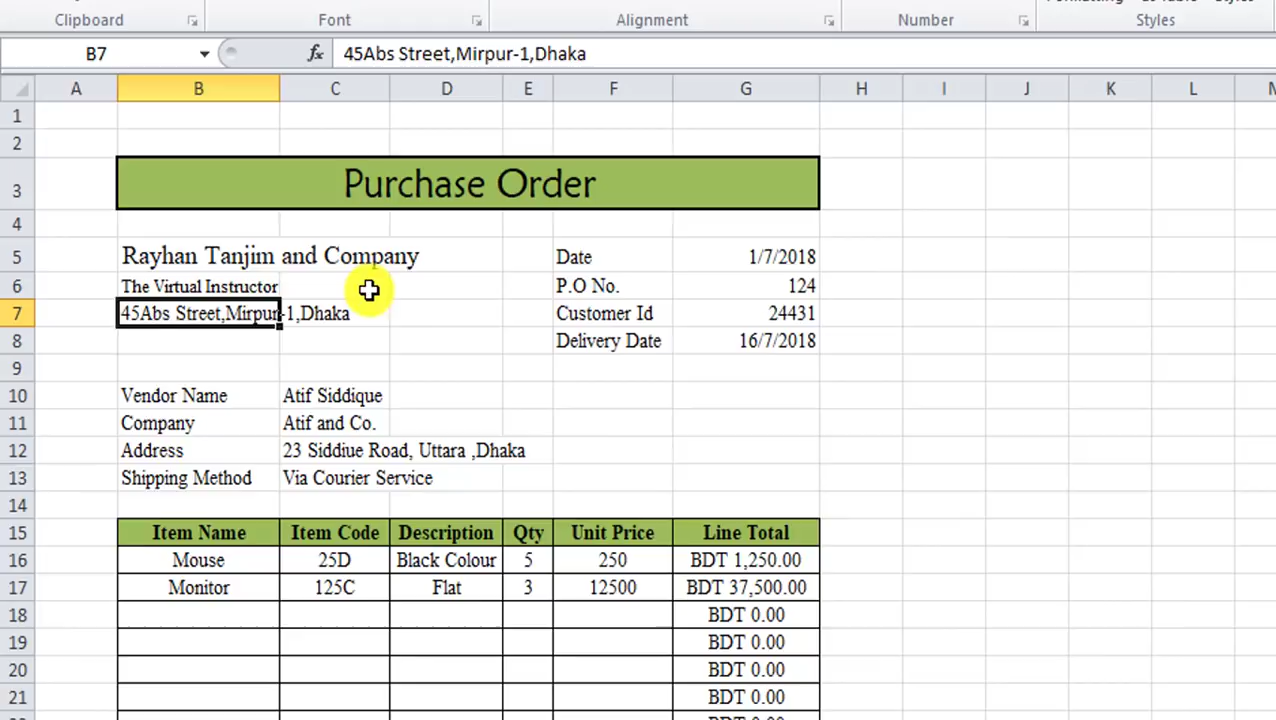 Clipboard Font Alignment Number Styles
B7 fx 45Abs Street,Mirpur-1,Dhaka
A B C D E F G H I J K L
1
2
3 Purchase Order
4
5 Rayhan Tanjim and Company Date 1/7/2018
6 The Virtual Instructor P.O No. 124
7 45Abs Street,Mirpur-1,Dhaka Customer Id 24431
8 Delivery Date 16/7/2018
9
10 Vendor Name Atif Siddique
11 Company Atif and Co.
12 Address 23 Siddiue Road, Uttara ,Dhaka
13 Shipping Method Via Courier Service
14
15 Item Name Item Code Description Qty Unit Price Line Total
16 Mouse 25D Black Colour 5 250 BDT 1,250.00
17 Monitor 125C Flat 3 12500 BDT 37,500.00
18 BDT 0.00
19 BDT 0.00
20 BDT 0.00
21 BDT 0.00